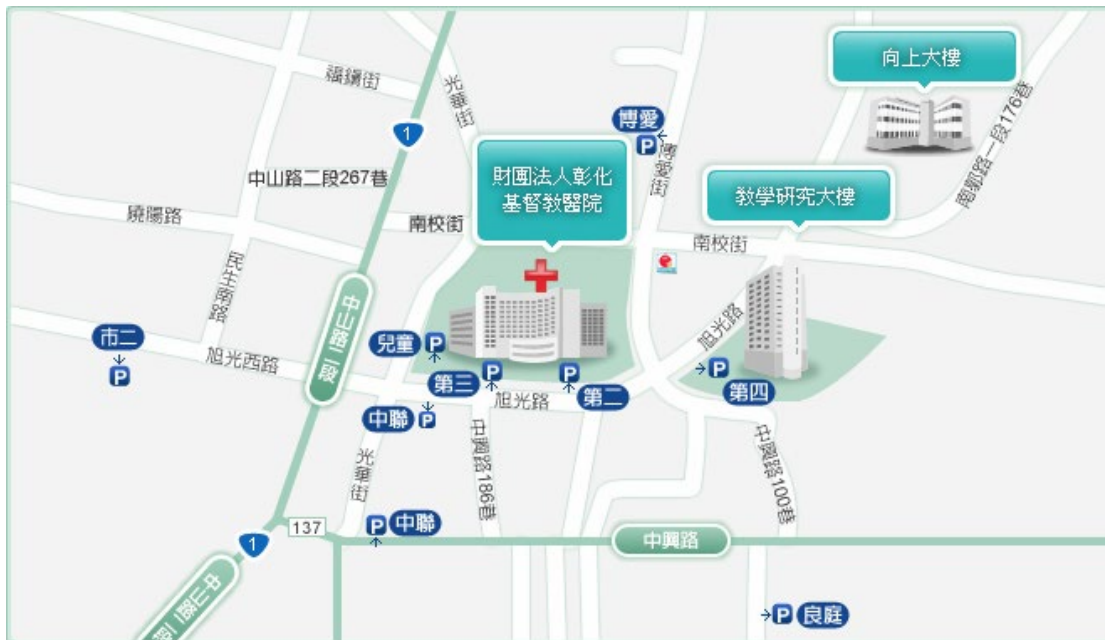 向上大樓
福鎮街
光華街
1
博愛
P
財團法人彰化
基督教醫院
博愛街
南郭路一段176巷
中山路二段267巷
教學研究大樓
曉陽路
南校街
南校街
民生南路
中山路二段
旭光路
市二
P
兒童
P
旭光西路
第三
P
P
第二
P
第四
旭光路
中聯
P
光華街
中興路186巷
中興路100巷
137
P
中聯
1
中興路
中山路二段
P
良庭